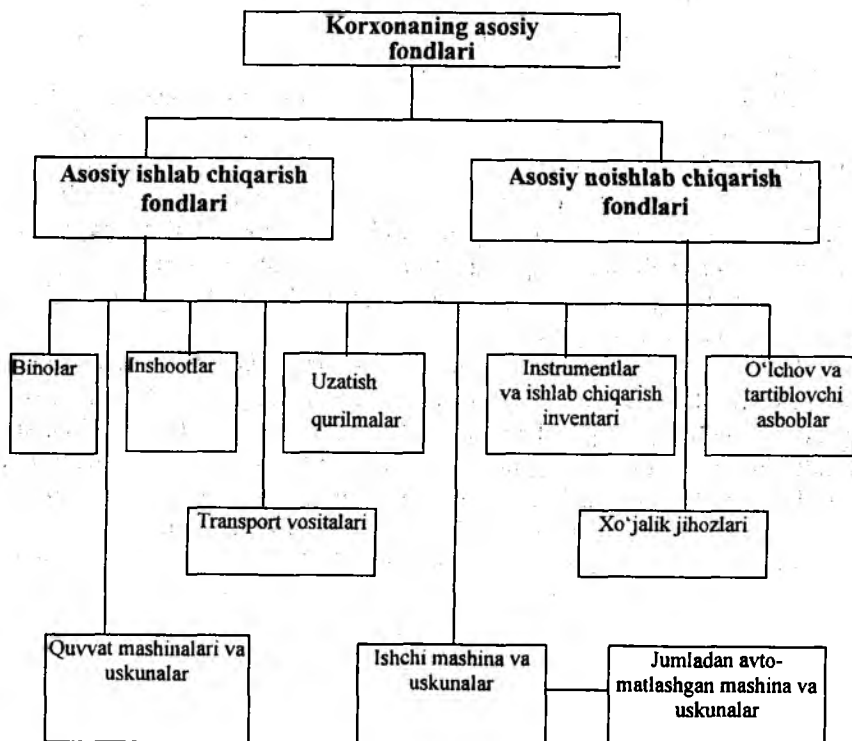 Korxonaning asosiy
fondlari
Asosiy ishlab chiqarish
fondlari
Asosiy noishlab chiqarish
fondlari
Binolar
Inshootlar
Uzatish
qurilmalar
Instrumentlar
va ishlab chiqarish
inventari
O‘lchov va
tartiblovchi
asboblar
Transport vositalari
Xo‘jalik jihozlari
Quvvat mashinalari va
uskunalar
Ishchi mashina va
uskunalar
Jumladan avto-
matlashgan mashina va
uskunalar